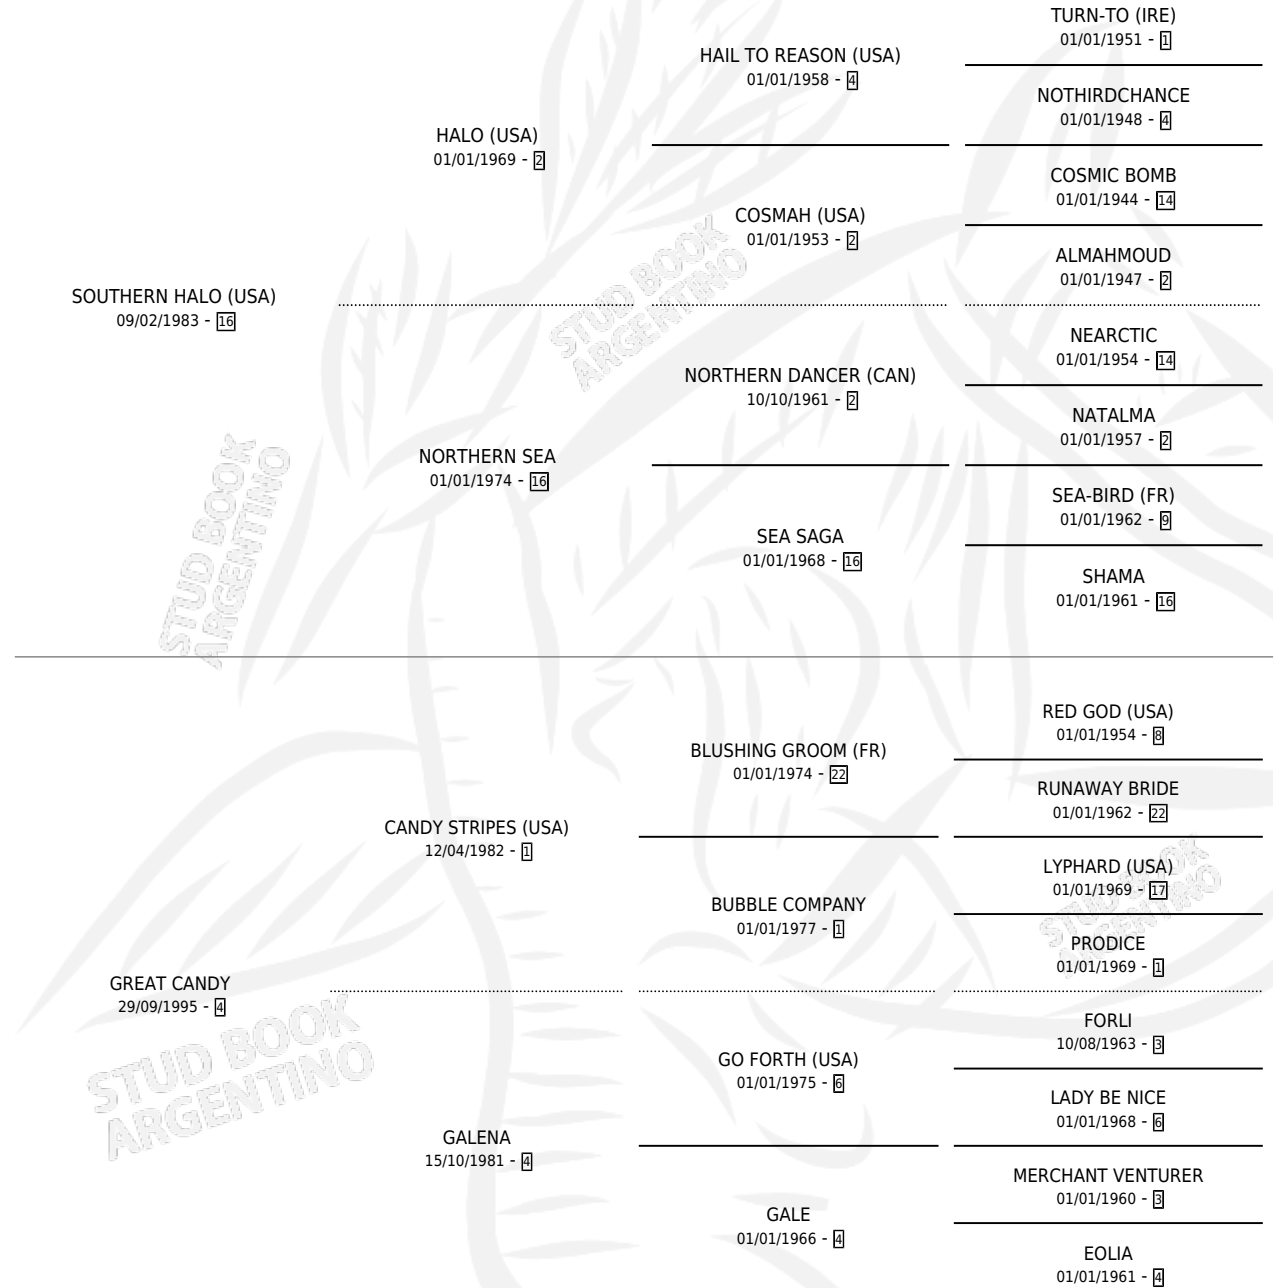 TURN-TO (IRE)
01/01/1951 - 1
HAIL TO REASON (USA)
01/01/1958 - 4
NOTHIRDCHANCE
01/01/1948 - 4
HALO (USA)
01/01/1969 - 2
COSMIC BOMB
01/01/1944 - 14
COSMAH (USA)
01/01/1953 - 2
ALMAHMOUD
01/01/1947 - 2
SOUTHERN HALO (USA)
09/02/1983 - 16
NEARCTIC
01/01/1954 - 14
NORTHERN DANCER (CAN)
10/10/1961 - 2
NATALMA
01/01/1957 - 2
NORTHERN SEA
01/01/1974 - 16
SEA-BIRD (FR)
01/01/1962 - 9
SEA SAGA
01/01/1968 - 16
SHAMA
01/01/1961 - 16
RED GOD (USA)
01/01/1954 - 8
BLUSHING GROOM (FR)
01/01/1974 - 22
RUNAWAY BRIDE
01/01/1962 - 22
CANDY STRIPES (USA)
12/04/1982 - 1
LYPHARD (USA)
01/01/1969 - 17
BUBBLE COMPANY
01/01/1977 - 1
PRODICE
01/01/1969 - 1
GREAT CANDY
29/09/1995 - 4
FORLI
10/08/1963 - 3
GO FORTH (USA)
01/01/1975 - 6
LADY BE NICE
01/01/1968 - 6
GALENA
15/10/1981 - 4
MERCHANT VENTURER
01/01/1960 - 3
GALE
01/01/1966 - 4
EOLIA
01/01/1961 - 4
STUD BOOK
ARGENTINO
STUD BOOK
ARGENTINO
STUD BOOK
ARGENTINO
STUD BOOK
ARGENTINO